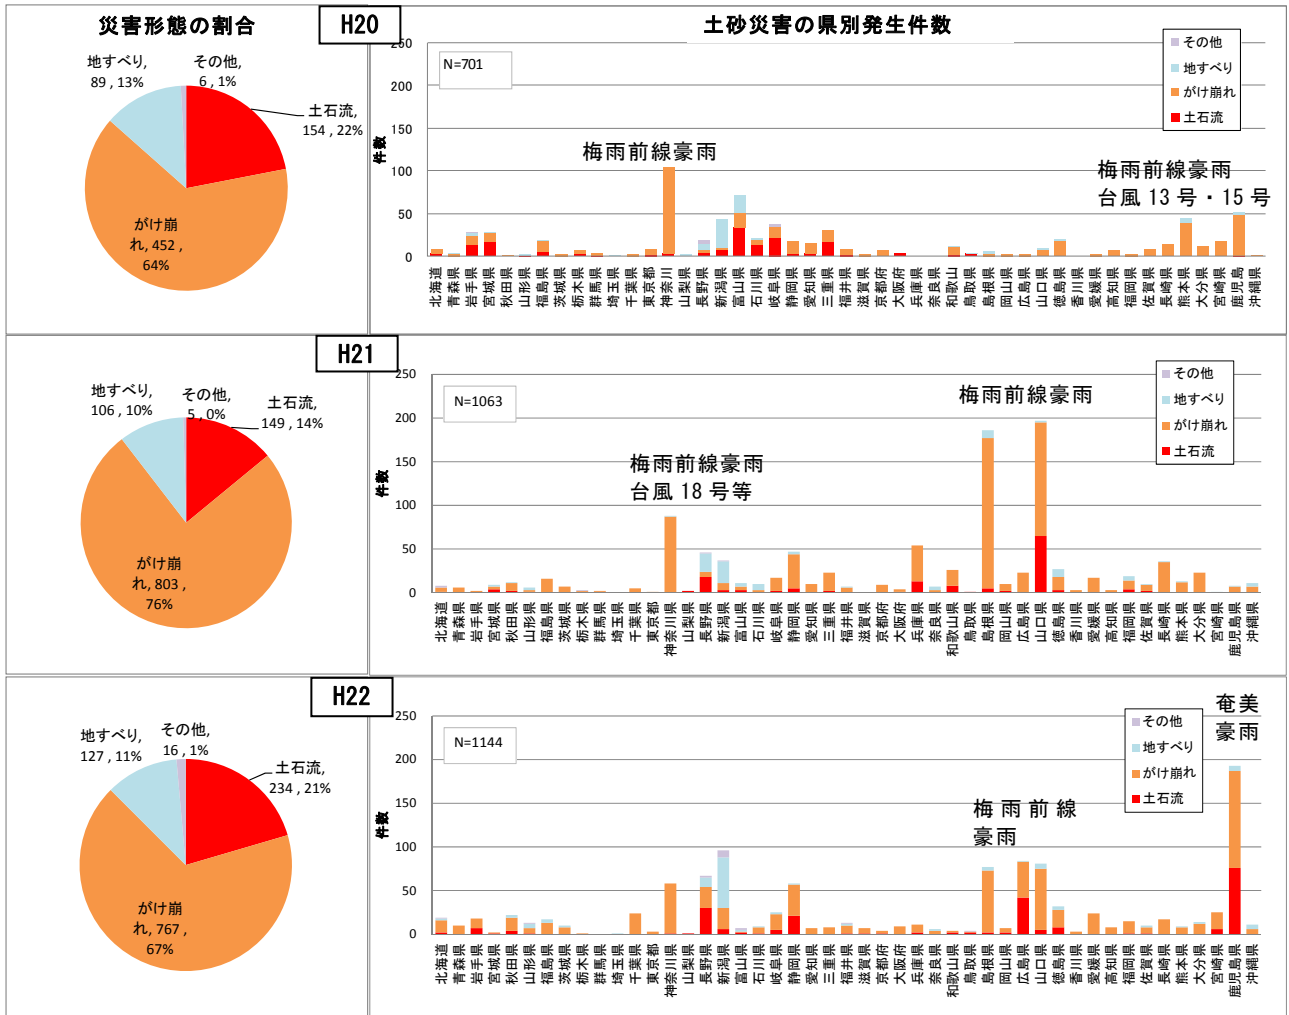 災害形態の割合
H20
土砂災害の県別発生件数
地すべり,
89 , 13%
その他,
6 , 1%
土石流,
154 , 22%
がけ崩
れ, 452 ,
64%
N=701
件数
250
200
150
100
50
0
梅雨前線豪雨
梅雨前線豪雨
台風 13 号・15 号
その他
地すべり
がけ崩れ
土石流
北海道
青森県
岩手県
宮城県
秋田県
山形県
福島県
茨城県
栃木県
群馬県
埼玉県
千葉県
東京都
神奈川
山梨県
長野県
新潟県
富山県
石川県
岐阜県
静岡県
愛知県
三重県
福井県
滋賀県
京都府
大阪府
兵庫県
奈良県
和歌山
鳥取県
島根県
岡山県
広島県
山口県
徳島県
香川県
愛媛県
高知県
福岡県
佐賀県
長崎県
熊本県
大分県
宮崎県
鹿児島
沖縄県
H21
地すべり,
106 , 10%
その他,
5 , 0%
土石流,
149 , 14%
がけ崩
れ, 803 ,
76%
N=1063
件数
250
200
150
100
50
0
梅雨前線豪雨
台風 18 号等
梅雨前線豪雨
その他
地すべり
がけ崩れ
土石流
北海道
青森県
岩手県
宮城県
秋田県
山形県
福島県
茨城県
栃木県
群馬県
埼玉県
千葉県
東京都
神奈川県
山梨県
長野県
新潟県
富山県
石川県
岐阜県
静岡県
愛知県
三重県
福井県
滋賀県
京都府
大阪府
兵庫県
奈良県
和歌山県
鳥取県
島根県
岡山県
広島県
山口県
徳島県
香川県
愛媛県
高知県
福岡県
佐賀県
長崎県
熊本県
大分県
宮崎県
鹿児島県
沖縄県
H22
地すべり,
127 , 11%
その他,
16 , 1%
土石流,
234 , 21%
がけ崩
れ, 767 ,
67%
N=1144
件数
250
200
150
100
50
0
梅雨前線
豪雨
奄美
豪雨
その他
地すべり
がけ崩れ
土石流
北海道
青森県
岩手県
宮城県
秋田県
山形県
福島県
茨城県
栃木県
群馬県
埼玉県
千葉県
東京都
神奈川県
山梨県
長野県
新潟県
富山県
石川県
岐阜県
静岡県
愛知県
三重県
福井県
滋賀県
京都府
大阪府
兵庫県
奈良県
和歌山県
鳥取県
島根県
岡山県
広島県
山口県
徳島県
香川県
愛媛県
高知県
福岡県
佐賀県
長崎県
熊本県
大分県
宮崎県
鹿児島県
沖縄県